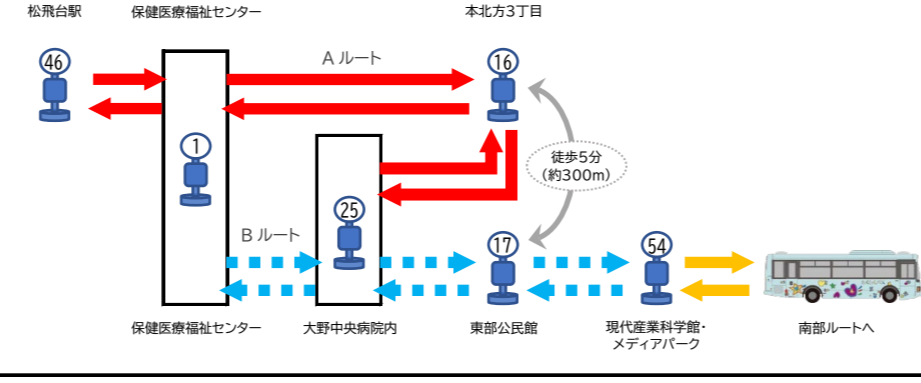 松飛台駅
保健医療福祉センター
本北方3丁目
46
A ルート
16
1
徒歩5分
(約300m)
25
B ルート
17
54
保健医療福祉センター
大野中央病院内
東部公民館
現代産業科学館・
メディアパーク
南部ルートへ